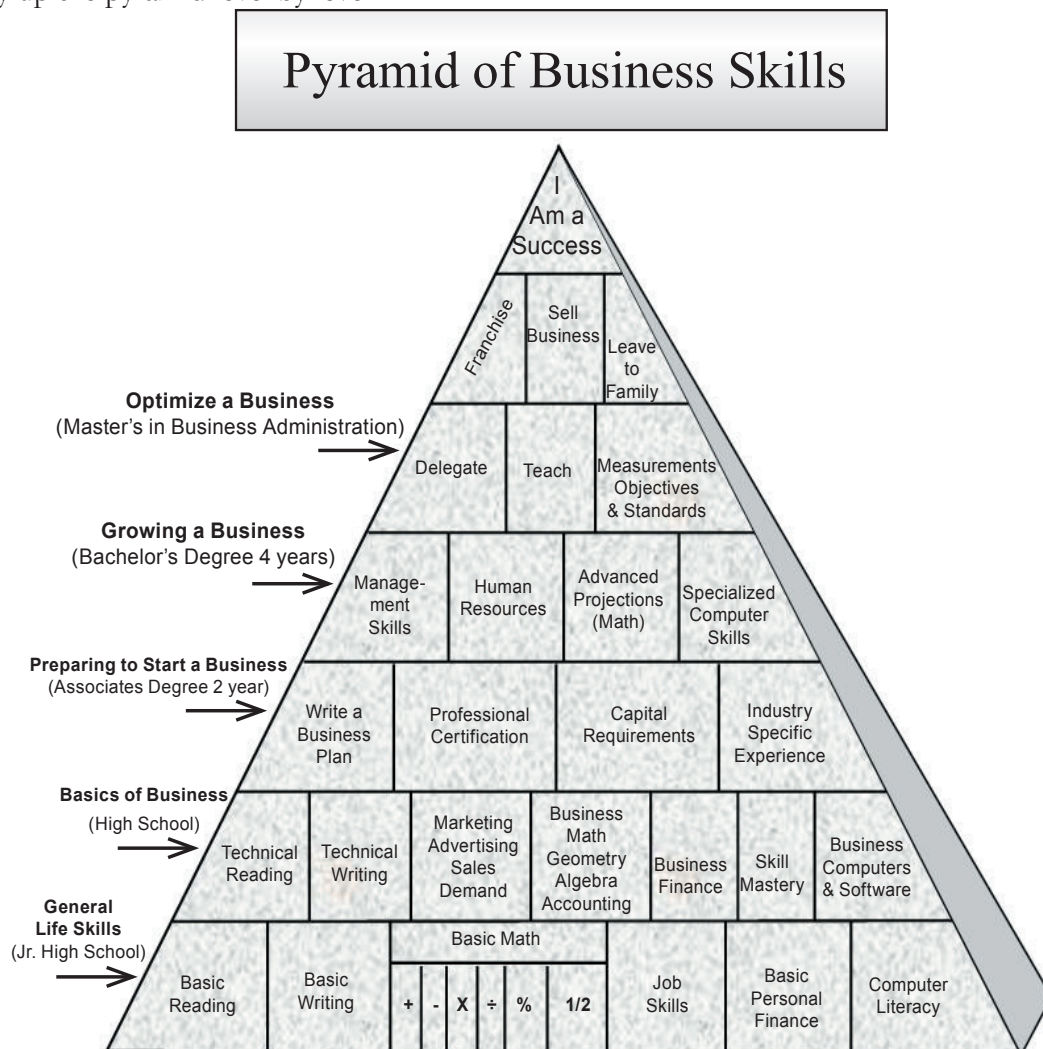 Pyramid of Business Skills
I
Am a
Success
Franchise
Sell
Business
Leave
to
Family
Optimize a Business
(Master's in Business Administration)
Delegate
Teach
Measurements
Objectives
& Standards
Growing a Business
(Bachelor's Degree 4 years)
Manage-
ment
Skills
Human
Resources
Advanced
Projections
(Math)
Specialized
Computer
Skills
Preparing to Start a Business
(Associates Degree 2 year)
Write a
Business
Plan
Professional
Certification
Capital
Requirements
Industry
Specific
Experience
Basics of Business
(High School)
Technical
Reading
Technical
Writing
Marketing
Advertising
Sales
Demand
Business
Math
Geometry
Algebra
Accounting
Business
Finance
Skill
Mastery
Business
Computers
& Software
General
Life Skills
(Jr. High School)
Basic
Reading
Basic
Writing
Basic Math
+ - X ÷ % 1/2
Job
Skills
Basic
Personal
Finance
Computer
Literacy